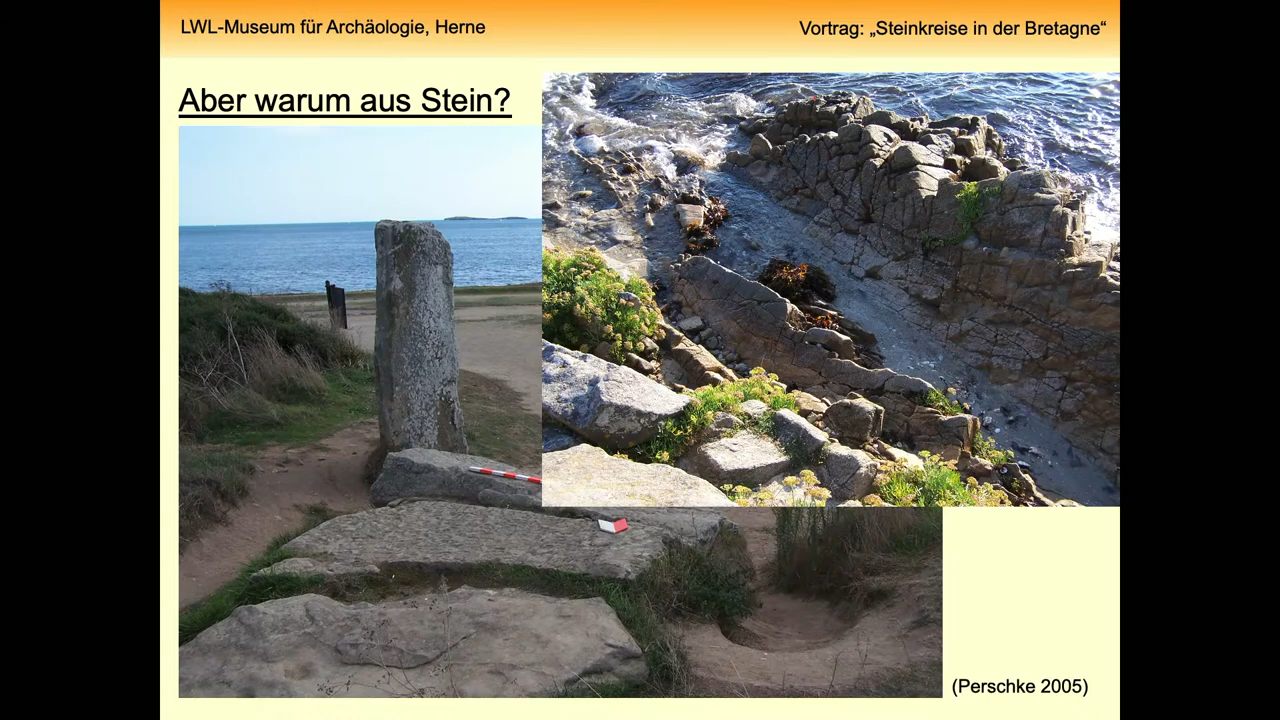 LWL-Museum für Archäologie, Herne
Vortrag: „Steinkreise in der Bretagne“
Aber warum aus Stein?
(Perschke 2005)